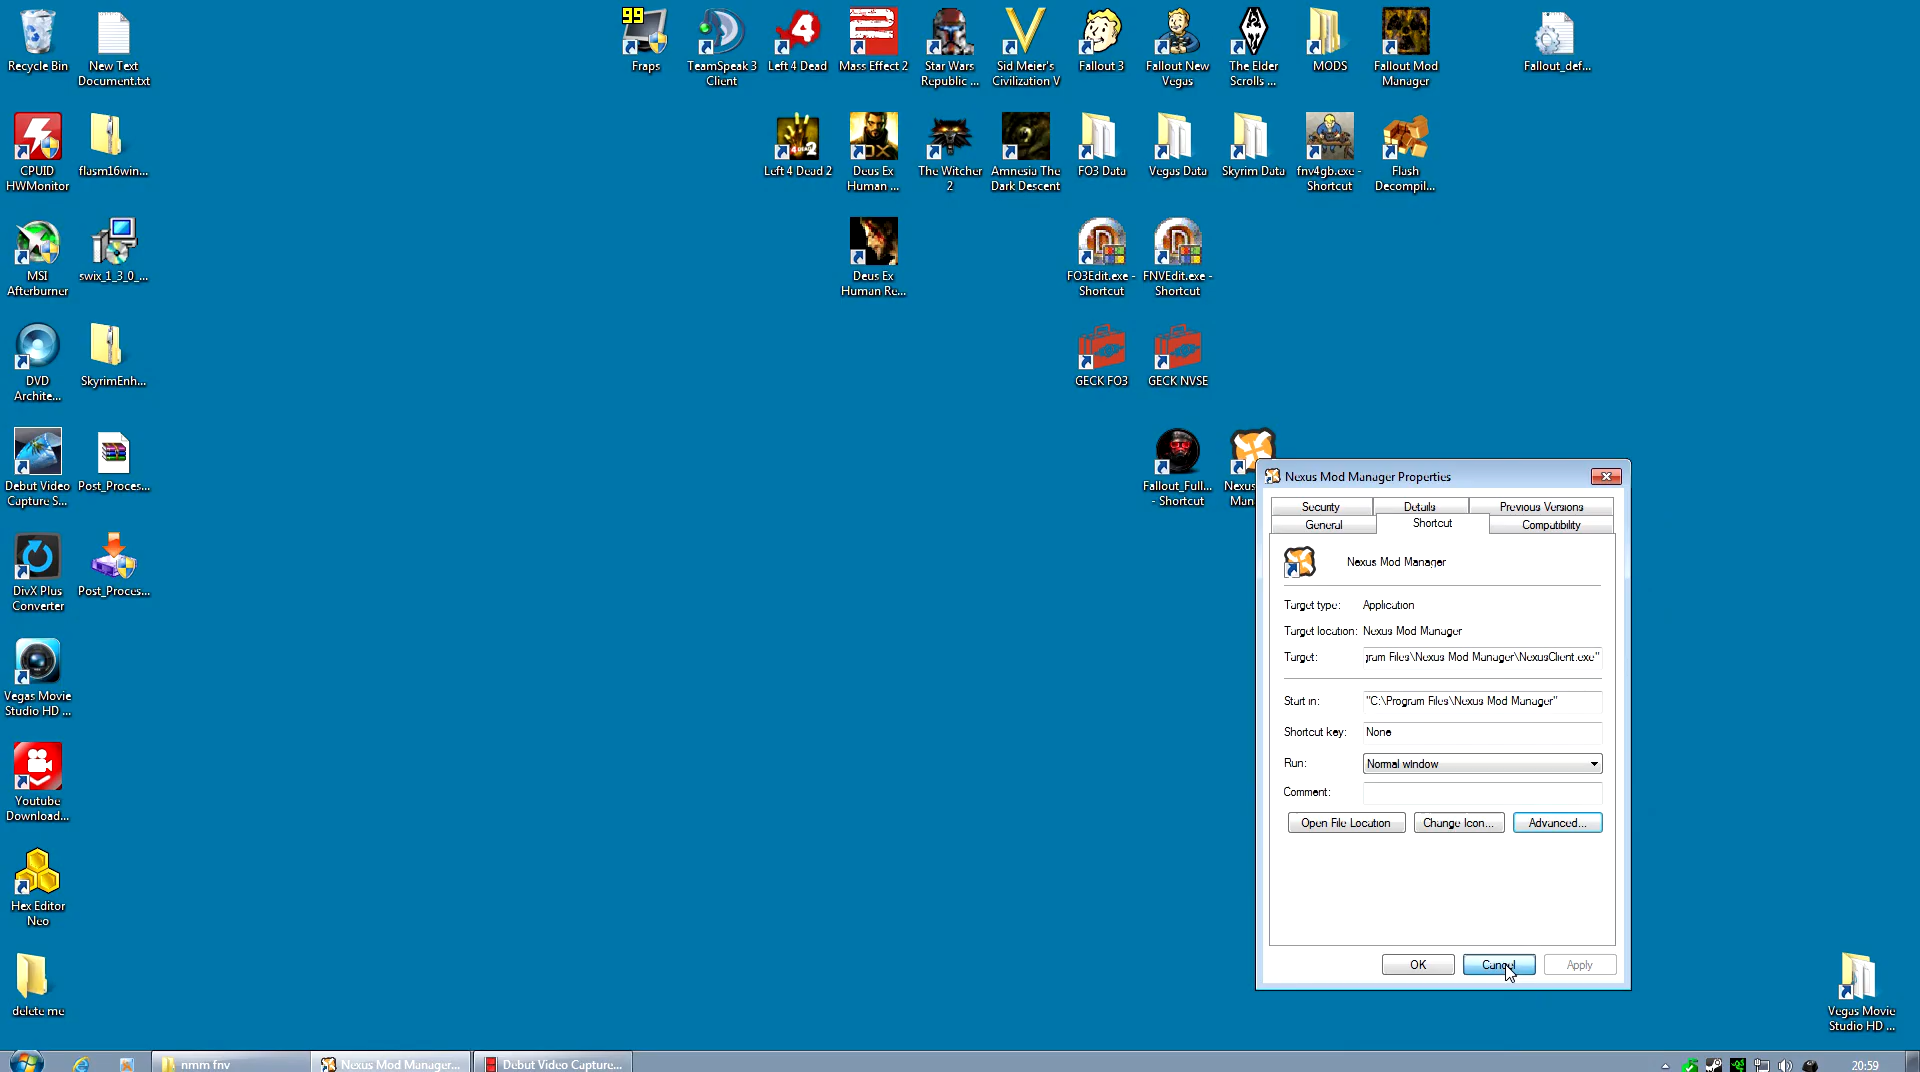 Recycle Bin
New Text
Document.txt
99
Fraps
TeamSpeak 3
Client
Left 4 Dead
Mass Effect 2
Star Wars
Republic ...
Sid Meier's
Civilization V
Fallout 3
Fallout New
Vegas
The Elder
Scrolls ...
MODS
Fallout Mod
Manager
Fallout_def...
CPUID
HWMonitor
flasm16win...
Left 4 Dead 2
Deus Ex
Human ...
The Witcher
2
Amnesia The
Dark Descent
FO3 Data
Vegas Data
Skyrim Data
fnv4gb.exe -
Shortcut
Flash
Decompil...
MSI
Afterburner
swix_1_3_0_...
Deus Ex
Human Re...
FO3Edit.exe -
Shortcut
FNVEdit.exe -
Shortcut
DVD
Archite...
SkyrimEnh...
GECK FO3
GECK NVSE
Debut Video
Capture S...
Post_Proces...
Fallout_Full...
- Shortcut
Nexus
Man
DivX Plus
Converter
Post_Proces...
Vegas Movie
Studio HD ...
Youtube
Download...
Hex Editor
Neo
delete me
Nexus Mod Manager Properties
Security
Details
Previous Versions
General
Shortcut
Compatibility
Nexus Mod Manager
Target type: Application
Target location: Nexus Mod Manager
Target: gram Files\Nexus Mod Manager\NexusClient.exe"
Start in: "C:\Program Files\Nexus Mod Manager"
Shortcut key: None
Run: Normal window
Comment:
Open File Location
Change Icon...
Advanced...
OK
Cancel
Apply
Vegas Movie
Studio HD ...
nmm fnv
Nexus Mod Manager...
Debut Video Capture...
20:59